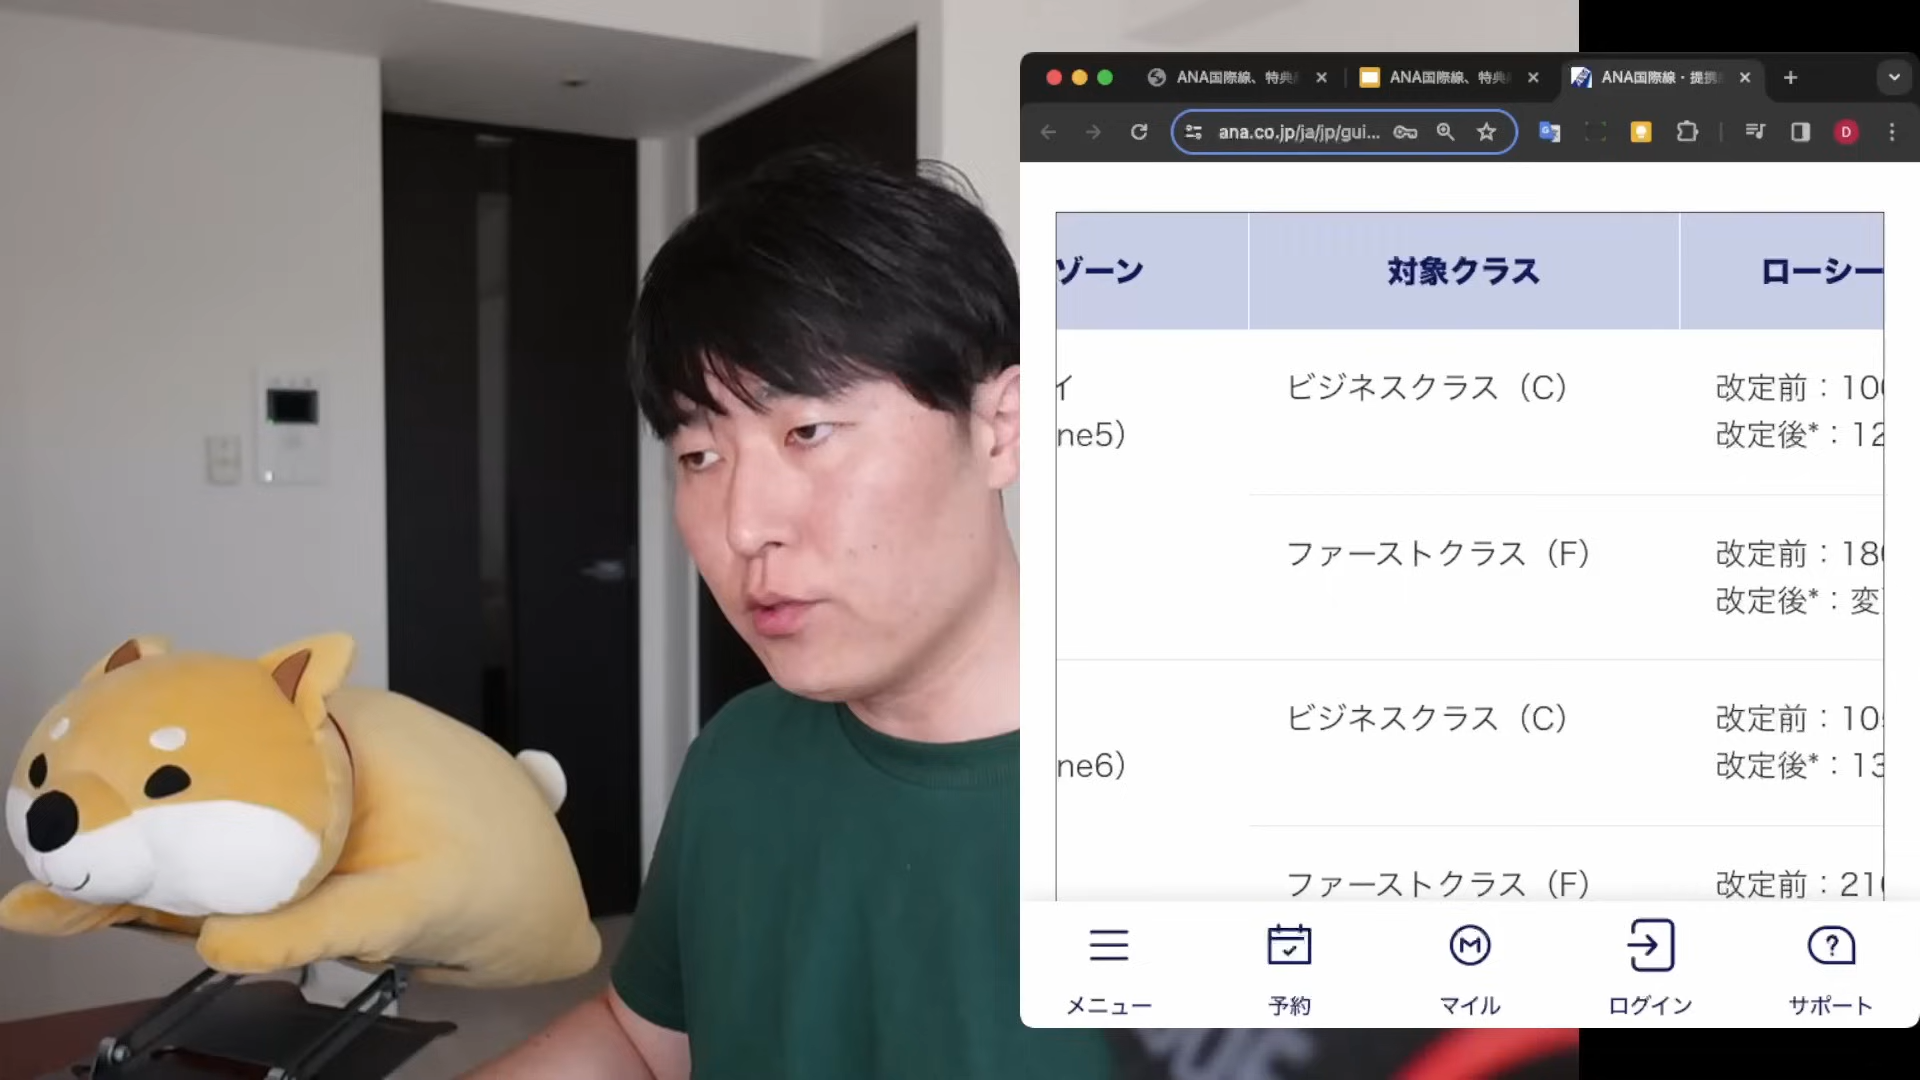 ANA国際線、特典
ANA国際線、特典
ANA国際線・提携
ana.co.jp/ja/jp/gui...
D
ゾーン
対象クラス
ローシー
イ
ne5）
ビジネスクラス（C）
改定前：10
改定後*：12
ファーストクラス（F）
改定前：18
改定後*：変
ne6）
ビジネスクラス（C）
改定前：10
改定後*：13
ファーストクラス（F）
改定前：21
メニュー
予約
マイル
ログイン
サポート